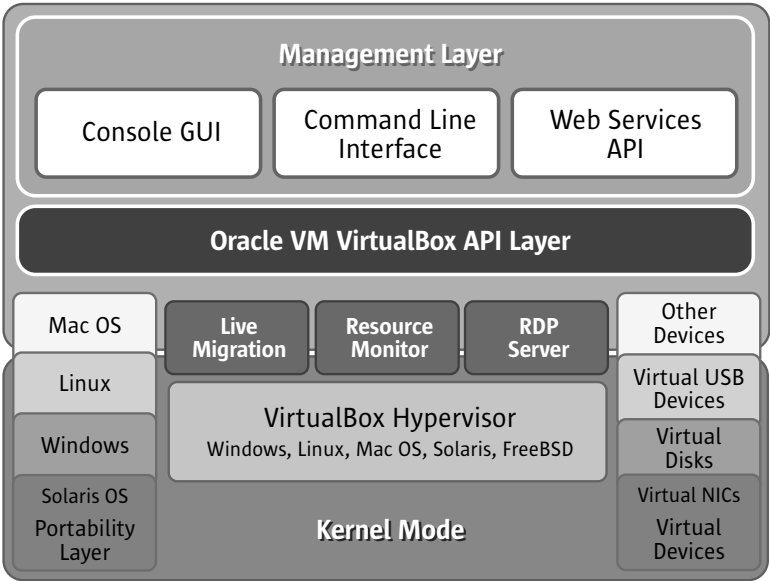 Management Layer
Console GUI
Command Line
Interface
Web Services
API
Oracle VM VirtualBox API Layer
Mac OS
Linux
Windows
Solaris OS
Portability
Layer
Live
Migration
Resource
Monitor
RDP
Server
VirtualBox Hypervisor
Windows, Linux, Mac OS, Solaris, FreeBSD
Kernel Mode
Other
Devices
Virtual USB
Devices
Virtual
Disks
Virtual NICs
Virtual
Devices